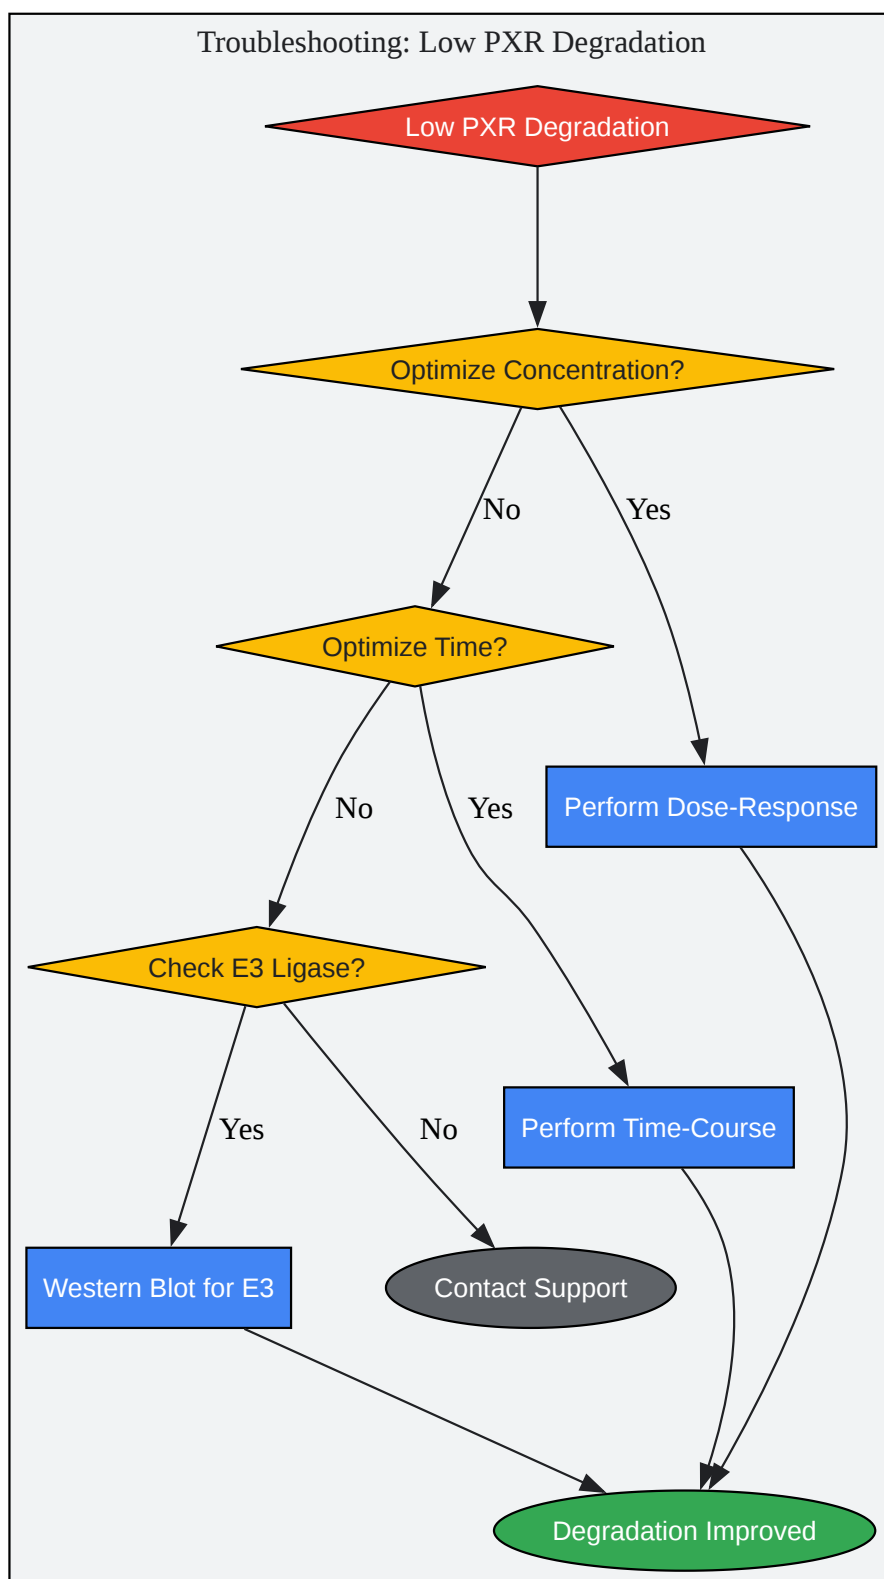 Troubleshooting: Low PXR Degradation
Low PXR Degradation
Optimize Concentration?
No
Yes
Optimize Time?
No
Yes
Perform Dose-Response
Check E3 Ligase?
Yes
No
Perform Time-Course
Western Blot for E3
Contact Support
Degradation Improved